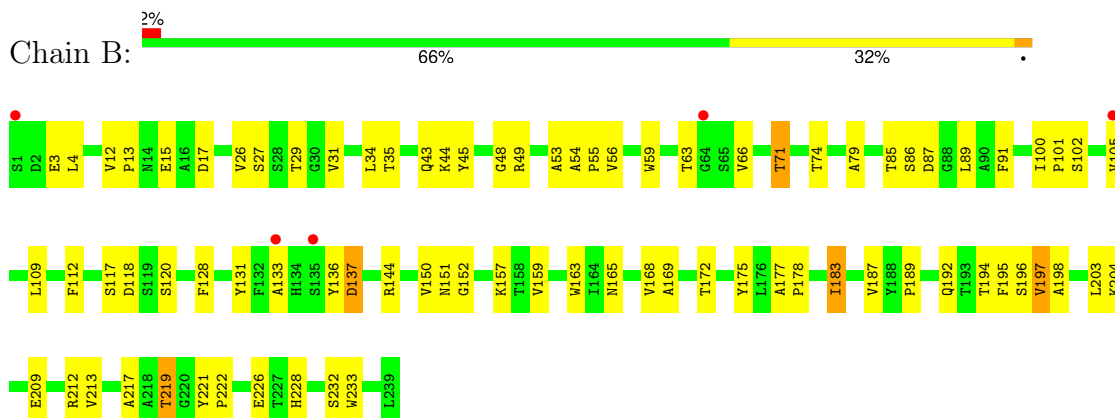 2%
Chain B:
66% 32% •
S1 D2 E3 L4 V12 P13 N14 E15 A16 D17 V26 S27 S28 T29 G30 V31 L34 T35 Q43 K44 Y45 G48 R49 A53 A54 P55 V56 W59 T63 G64 S65 V66 T71 T74 A79 T85 S86 D87 G88 L89 A90 F91 I100 P101 S102 V105
L109 F112 S117 D118 S119 S120 F128 Y131 F132 A133 H134 S135 Y136 D137 R144 V150 N151 G152 K157 T158 V159 W163 I164 N165 V168 A169 T172 Y175 L176 A177 P178 I183 V187 Y188 P189 Q192 T193 T194 F195 S196 V197 A198 L203 K204
E209 R212 V213 A217 A218 T219 G220 Y221 P222 E226 T227 H228 S232 W233 L239